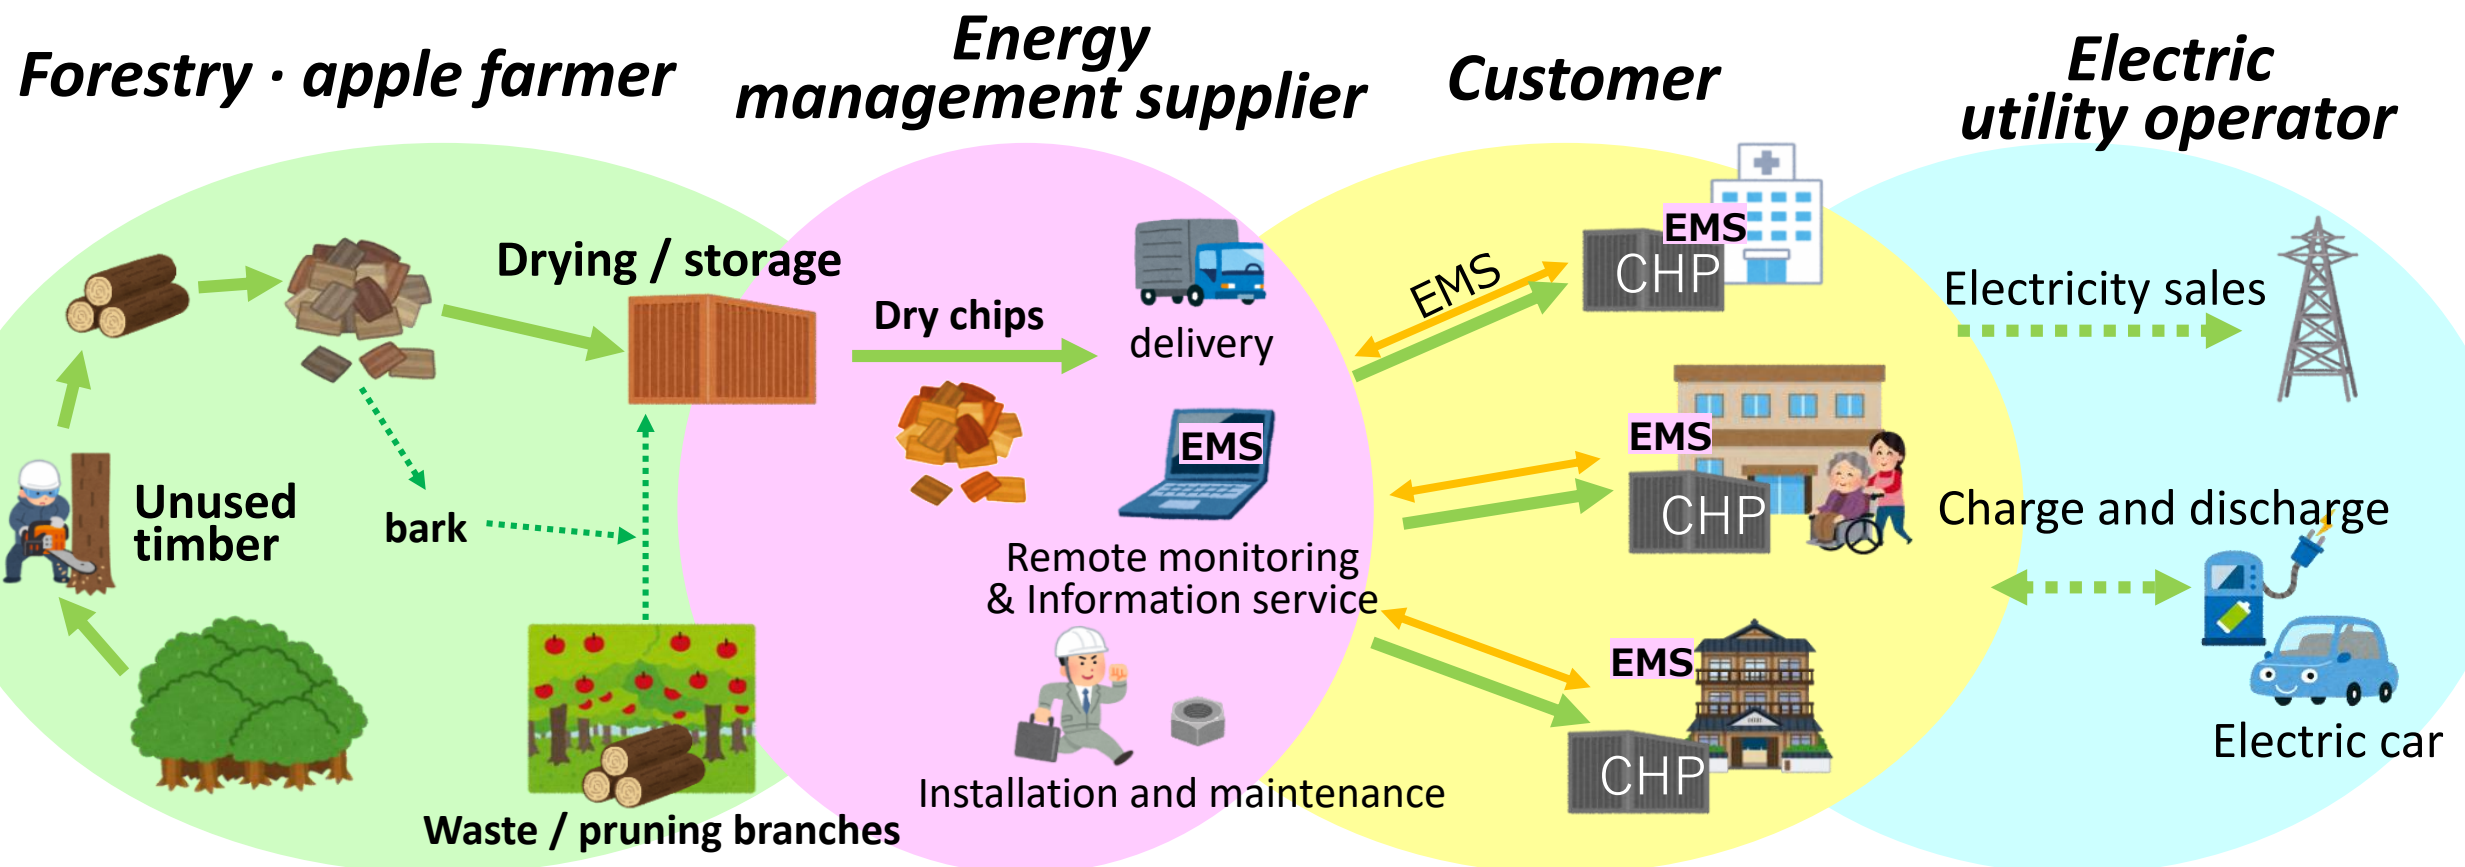 Forestry · apple farmer
Energy
management supplier
Customer
Electric
utility operator
Drying / storage
Unused
timber
bark
Waste / pruning branches
Dry chips
delivery
EMS
Remote monitoring
& Information service
Installation and maintenance
EMS
EMS
CHP
EMS
CHP
EMS
CHP
Electricity sales
Charge and discharge
Electric car